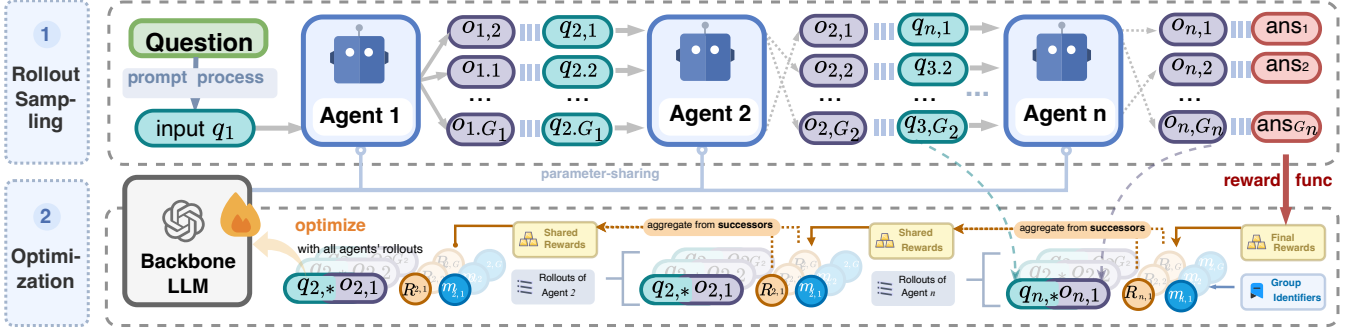 1
Rollout
Samp-
ling
Question
prompt process
input q₁
Agent 1
o₁,₂
o₁.₁
...
o₁.G₁
q₂,₁
q₂.₂
...
q₂.G₁
Agent 2
o₂,₁
o₂,₂
...
o₂,G₂
qₙ,₁
q₃.₂
...
q₃,G₂
...
Agent n
oₙ,₁
oₙ,₂
...
oₙ,Gₙ
ans₁
ans₂
...
ansGₙ
parameter-sharing
reward func
2
Optimi-
zation
Backbone
LLM
optimize
with all agents' rollouts
q₂,* o₂,₁
R²,¹
m₂,₁
Shared
Rewards
Rollouts of
Agent 2
aggregate from successors
q₂,* o₂,₁
R²,¹
m₂,₁
Shared
Rewards
Rollouts of
Agent n
aggregate from successors
qₙ,* oₙ,₁
Rₙ,₁
Final
Rewards
Group
Identifiers